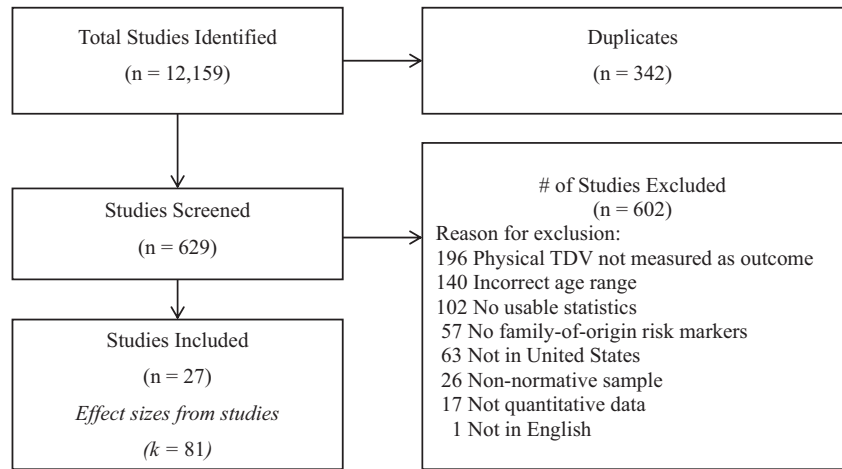 Total Studies Identified
(n = 12,159)
Duplicates
(n = 342)
Studies Screened
(n = 629)
# of Studies Excluded
(n = 602)
Reason for exclusion:
196 Physical TDV not measured as outcome
140 Incorrect age range
102 No usable statistics
57 No family-of-origin risk markers
63 Not in United States
26 Non-normative sample
17 Not quantitative data
1 Not in English
Studies Included
(n = 27)
Effect sizes from studies
(k = 81)